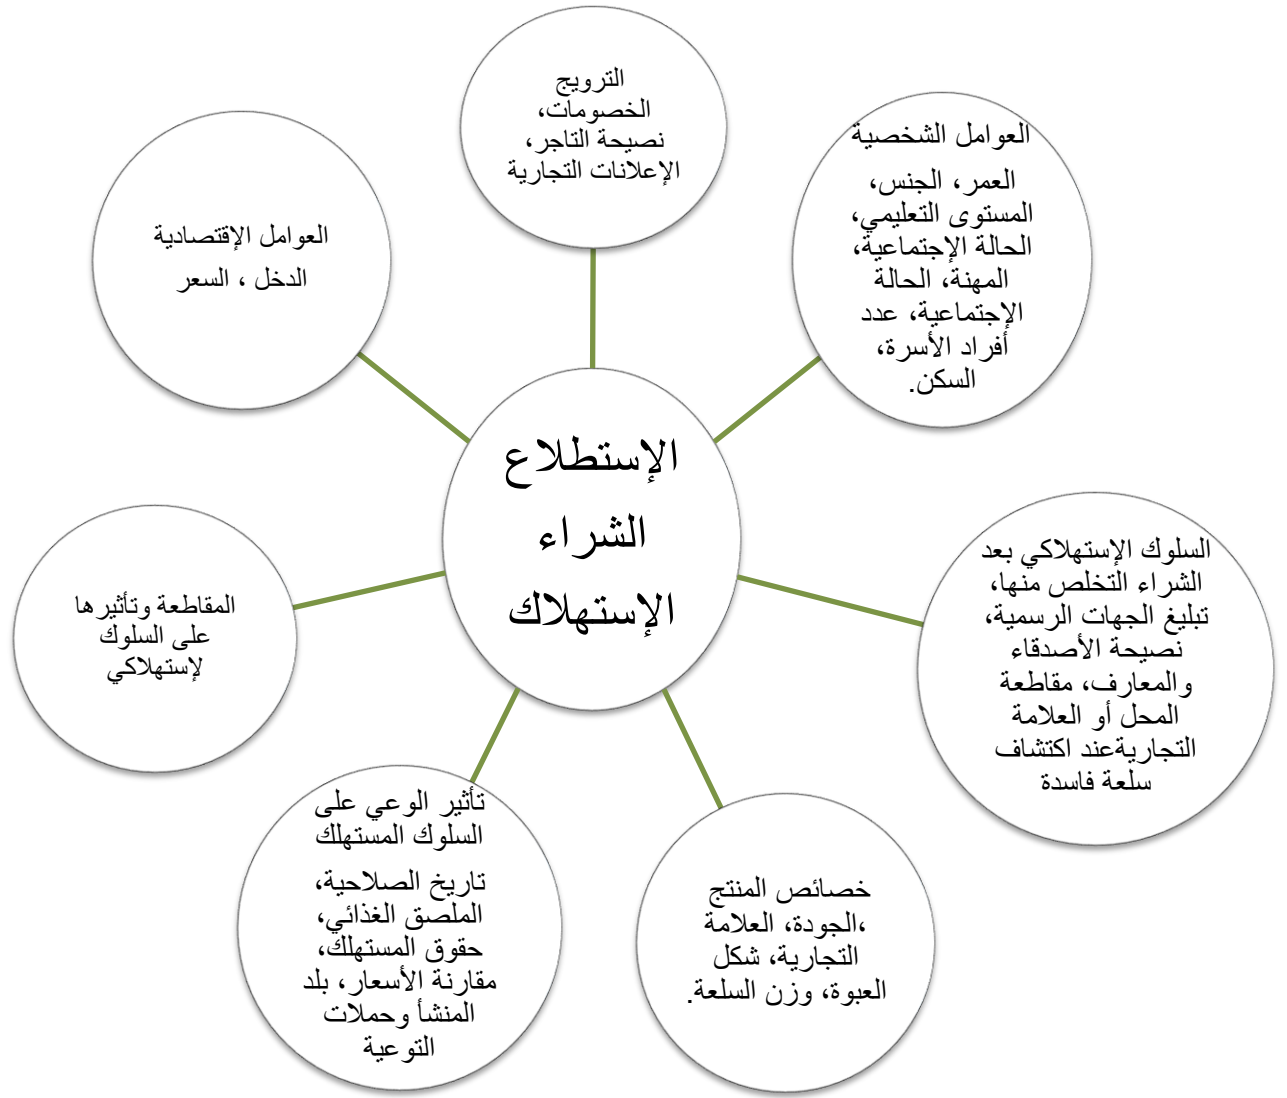 الترويج
الخصومات،
نصيحة التاجر،
الإعلانات التجارية
العوامل الشخصية
العمر، الجنس،
المستوى التعليمي،
الحالة الإجتماعية،
المهنة، الحالة
الإجتماعية، عدد
أفراد الأسرة،
السكن.
العوامل الإقتصادية
الدخل ، السعر
الإستطلاع
الشراء
الإستهلاك
السلوك الإستهلاكي بعد
الشراء التخلص منها،
تبليغ الجهات الرسمية،
نصيحة الأصدقاء
والمعارف، مقاطعة
المحل أو العلامة
التجاريةعند اكتشاف
سلعة فاسدة
المقاطعة وتأثيرها
على السلوك
لإستهلاكي
خصائص المنتج
،الجودة، العلامة
التجارية، شكل
العبوة، وزن السلعة.
تأثير الوعي على
السلوك المستهلك
تاريخ الصلاحية،
الملصق الغذائي،
حقوق المستهلك،
مقارنة الأسعار، بلد
المنشأ وحملات
التوعية